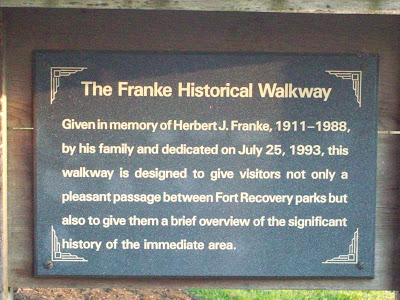 The Franke Historical Walkway
Given in memory of Herbert J. Franke, 1911–1988,
by his family and dedicated on July 25, 1993, this
walkway is designed to give visitors not only a
pleasant passage between Fort Recovery parks but
also to give them a brief overview of the significant
history of the immediate area.